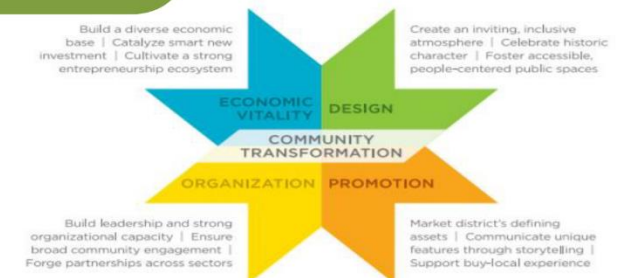 Build a diverse economic
base | Catalyze smart new
investment | Cultivate a strong
entrepreneurship ecosystem
Create an inviting, inclusive
atmosphere | Celebrate historic
character | Foster accessible,
people-centered public spaces
ECONOMIC
VITALITY
DESIGN
COMMUNITY
TRANSFORMATION
ORGANIZATION
PROMOTION
Build leadership and strong
organizational capacity | Ensure
broad community engagement |
Forge partnerships across sectors
Market district's defining
assets | Communicate unique
features through storytelling |
Support buy-local experience